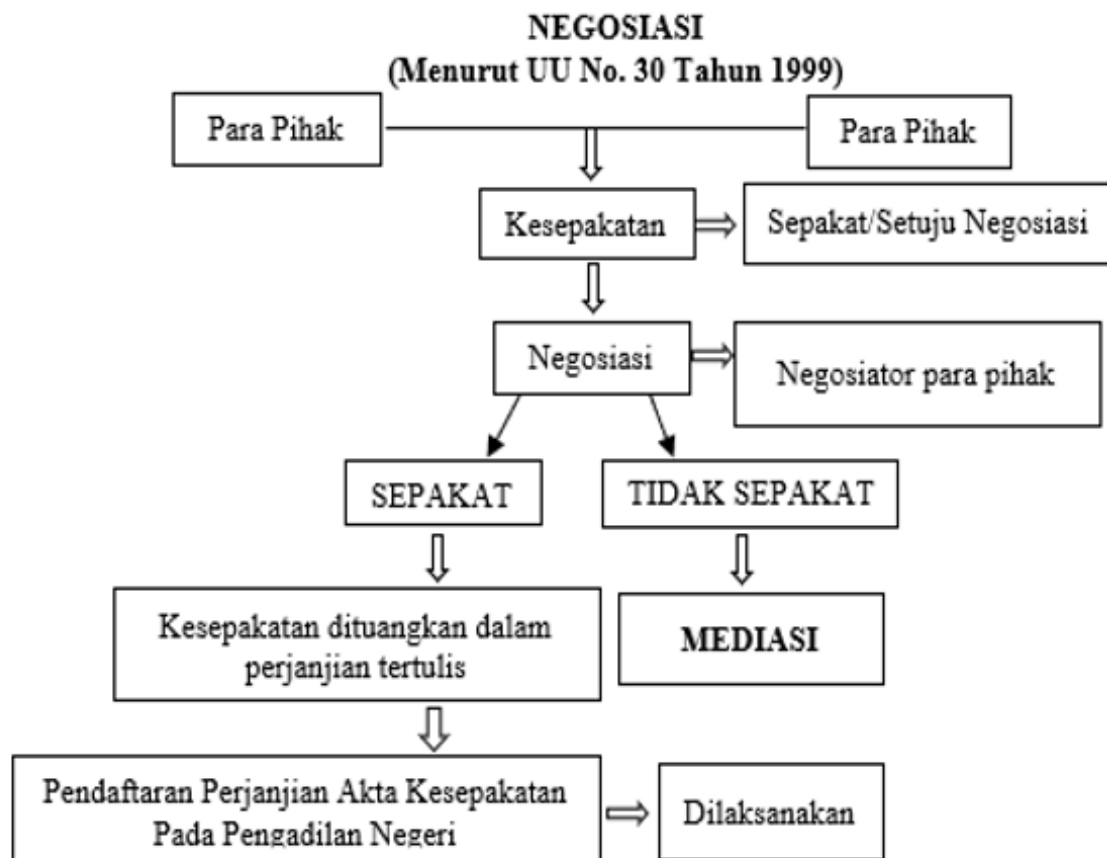 NEGOSIASI
(Menurut UU No. 30 Tahun 1999)
Para Pihak
Para Pihak
Kesepakatan
Sepakat/Setuju Negosiasi
Negosiasi
Negosiator para pihak
SEPAKAT
TIDAK SEPAKAT
Kesepakatan dituangkan dalam
perjanjian tertulis
MEDIASI
Pendaftaran Perjanjian Akta Kesepakatan
Pada Pengadilan Negeri
Dilaksanakan